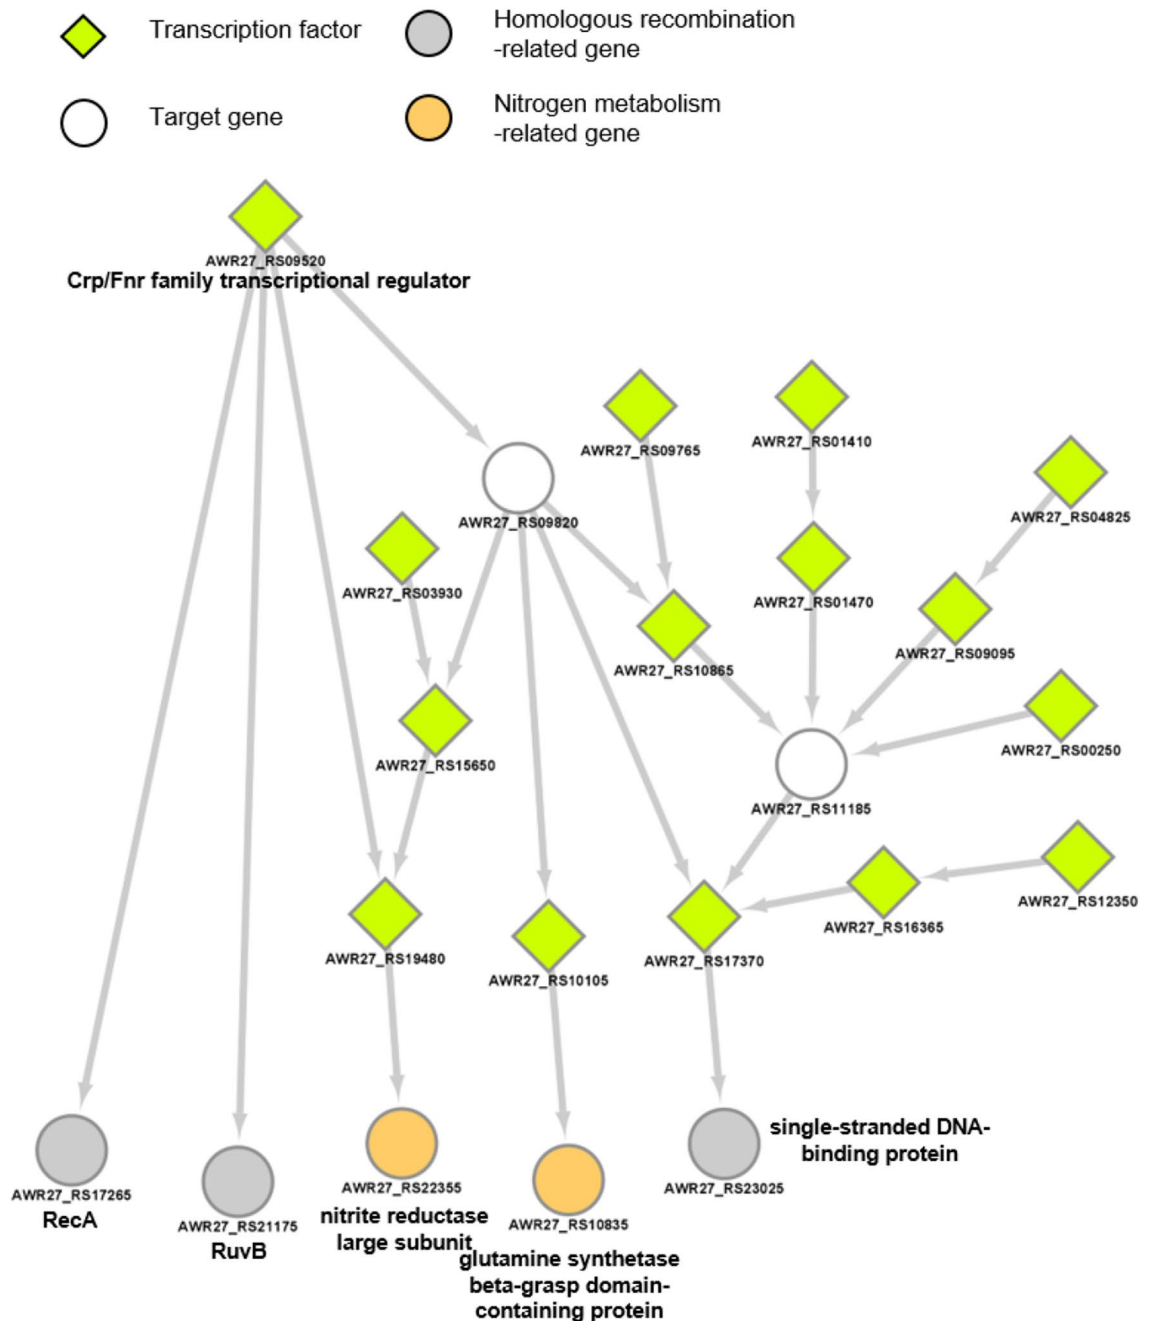 Transcription factor
Homologous recombination
-related gene
Target gene
Nitrogen metabolism
-related gene
AWR27_RS09520
Crp/Fnr family transcriptional regulator
AWR27_RS09765
AWR27_RS01410
AWR27_RS04825
AWR27_RS09820
AWR27_RS03930
AWR27_RS01470
AWR27_RS09095
AWR27_RS10865
AWR27_RS00250
AWR27_RS15650
AWR27_RS11185
AWR27_RS12350
AWR27_RS16365
AWR27_RS19480
AWR27_RS10105
AWR27_RS17370
single-stranded DNA-
binding protein
AWR27_RS17265
RecA
AWR27_RS21175
RuvB
AWR27_RS22355
nitrite reductase
large subunit
AWR27_RS10835
glutamine synthetase
beta-grasp domain-
containing protein
AWR27_RS23025